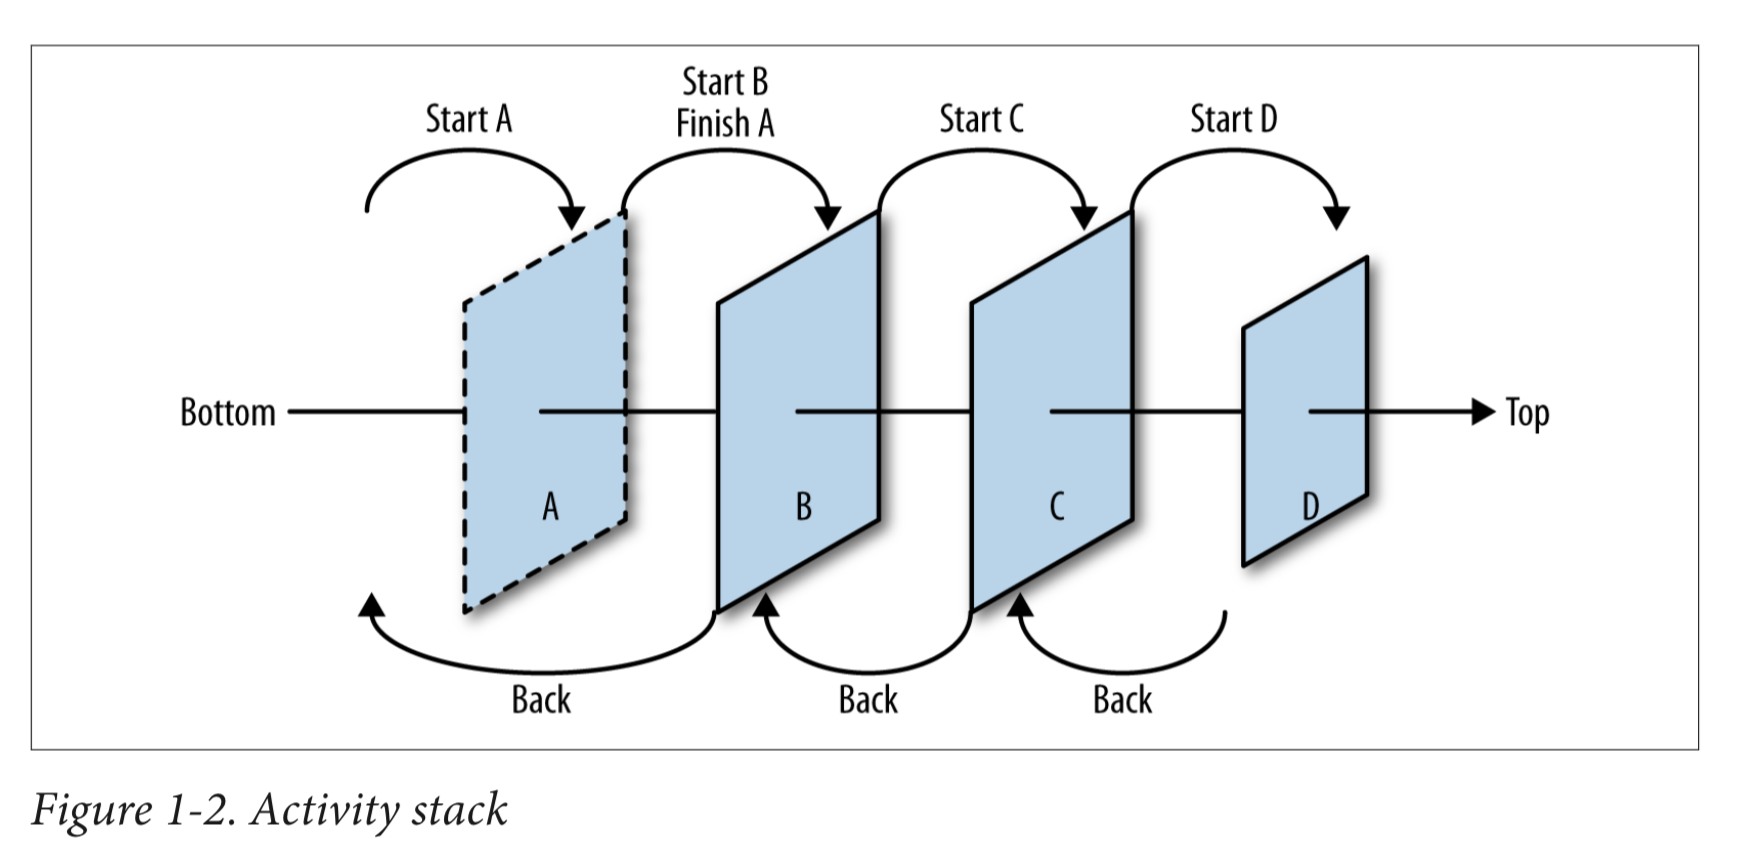 Start A
Start B
Finish A
Start C
Start D
Bottom
Top
A
B
C
D
Back
Back
Back
Figure 1-2. Activity stack